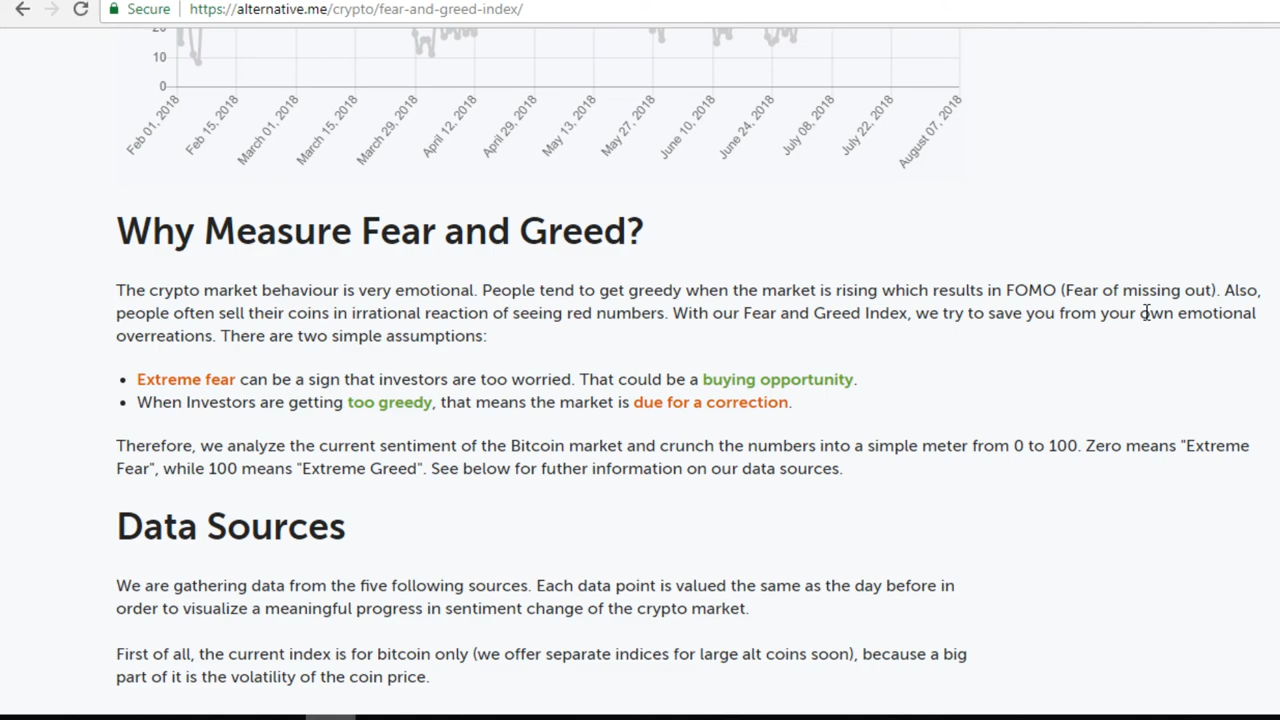 Secure
https://alternative.me/crypto/fear-and-greed-index/
20
10
0
Feb 01, 2018
Feb 15, 2018
March 01, 2018
March 15, 2018
March 29, 2018
April 12, 2018
April 29, 2018
May 13, 2018
May 27, 2018
June 10, 2018
June 24, 2018
July 08, 2018
July 22, 2018
August 07, 2018
Why Measure Fear and Greed?
The crypto market behaviour is very emotional. People tend to get greedy when the market is rising which results in FOMO (Fear of missing out). Also,
people often sell their coins in irrational reaction of seeing red numbers. With our Fear and Greed Index, we try to save you from your own emotional
overreations. There are two simple assumptions:
• Extreme fear can be a sign that investors are too worried. That could be a buying opportunity.
• When Investors are getting too greedy, that means the market is due for a correction.
Therefore, we analyze the current sentiment of the Bitcoin market and crunch the numbers into a simple meter from 0 to 100. Zero means "Extreme
Fear", while 100 means "Extreme Greed". See below for futher information on our data sources.
Data Sources
We are gathering data from the five following sources. Each data point is valued the same as the day before in
order to visualize a meaningful progress in sentiment change of the crypto market.
First of all, the current index is for bitcoin only (we offer separate indices for large alt coins soon), because a big
part of it is the volatility of the coin price.